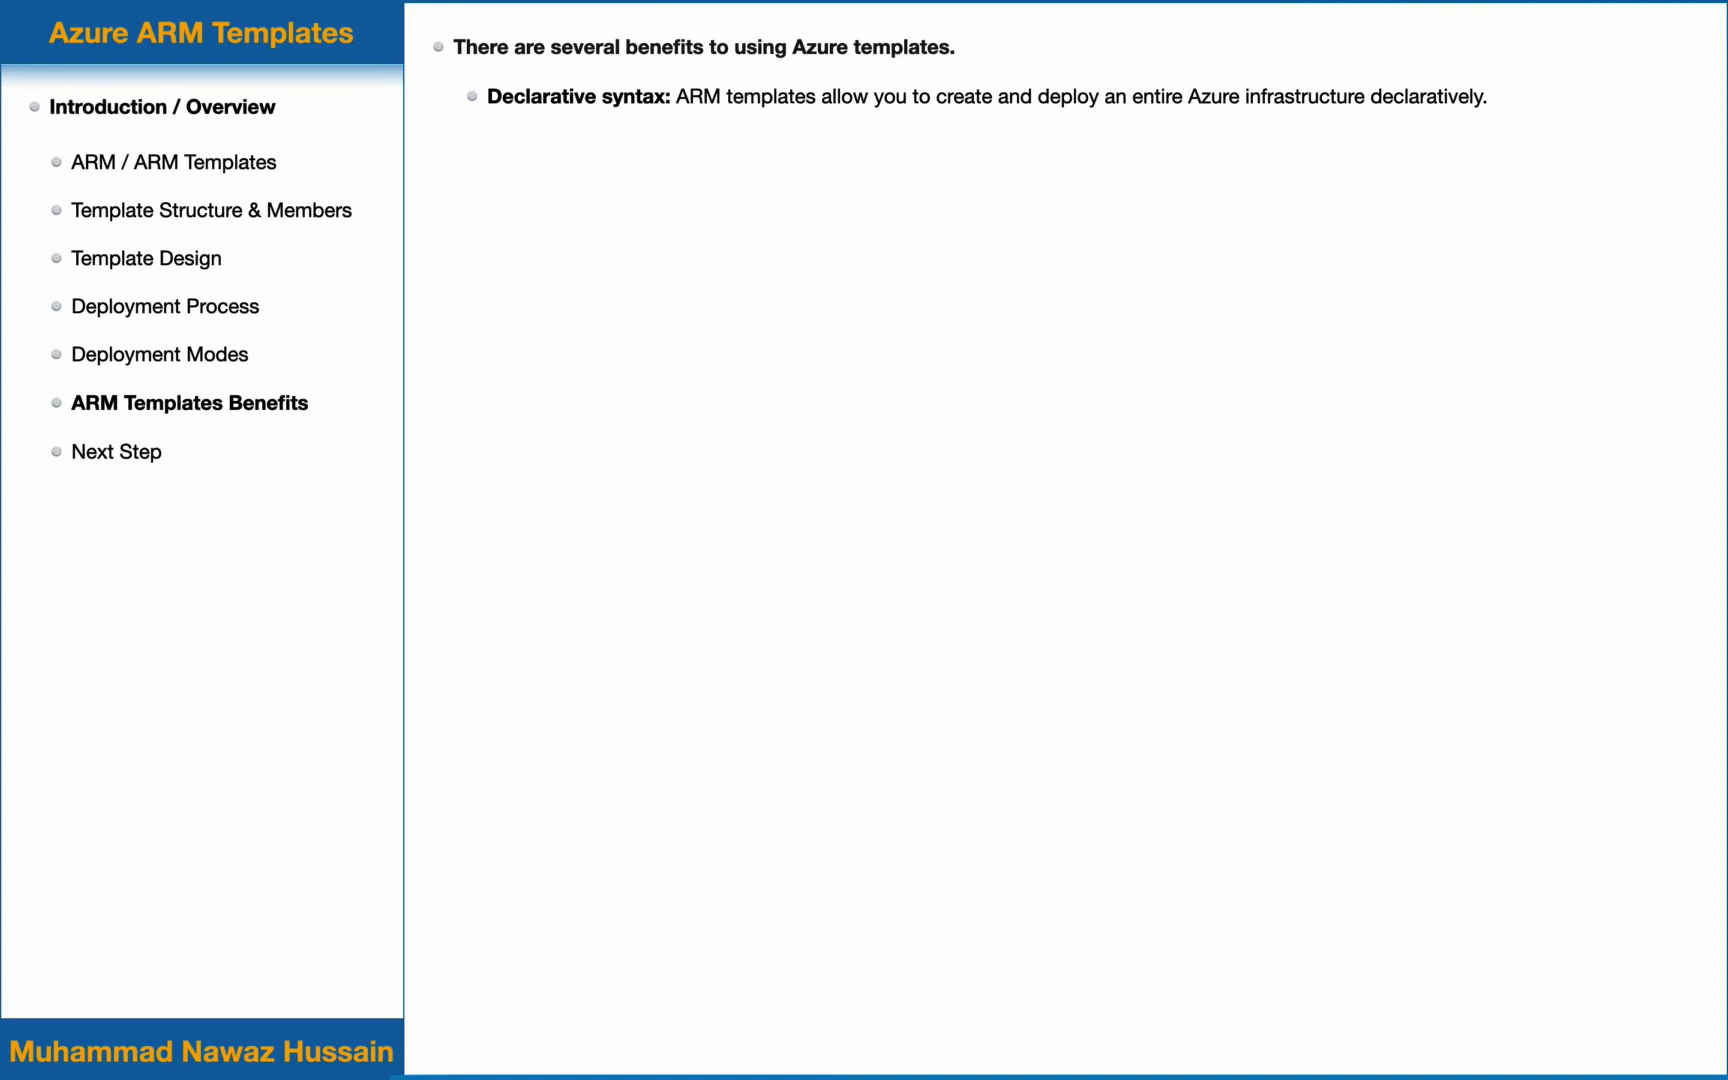 Azure ARM Templates
Introduction / Overview
ARM / ARM Templates
Template Structure & Members
Template Design
Deployment Process
Deployment Modes
ARM Templates Benefits
Next Step
Muhammad Nawaz Hussain
There are several benefits to using Azure templates.
Declarative syntax: ARM templates allow you to create and deploy an entire Azure infrastructure declaratively.